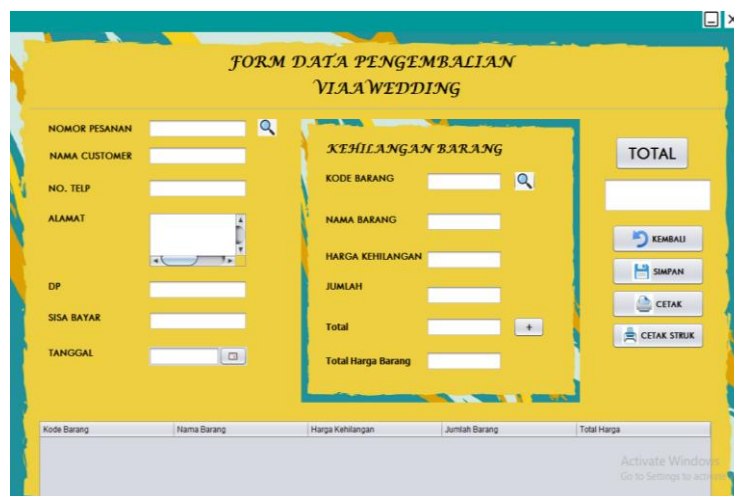 FORM DATA PENGEMBALIAN
VIAA WEDDING
NOMOR PESANAN
NAMA CUSTOMER
NO. TELP
ALAMAT
DP
SISA BAYAR
TANGGAL
KEHILANGAN BARANG
KODE BARANG
NAMA BARANG
HARGA KEHILANGAN
JUMLAH
Total
+
Total Harga Barang
TOTAL
KEMBALI
SIMPAN
CETAK
CETAK STRUK
Kode Barang Nama Barang Harga Kehilangan Jumlah Barang Total Harga
Activate Windows
Go to Settings to activate